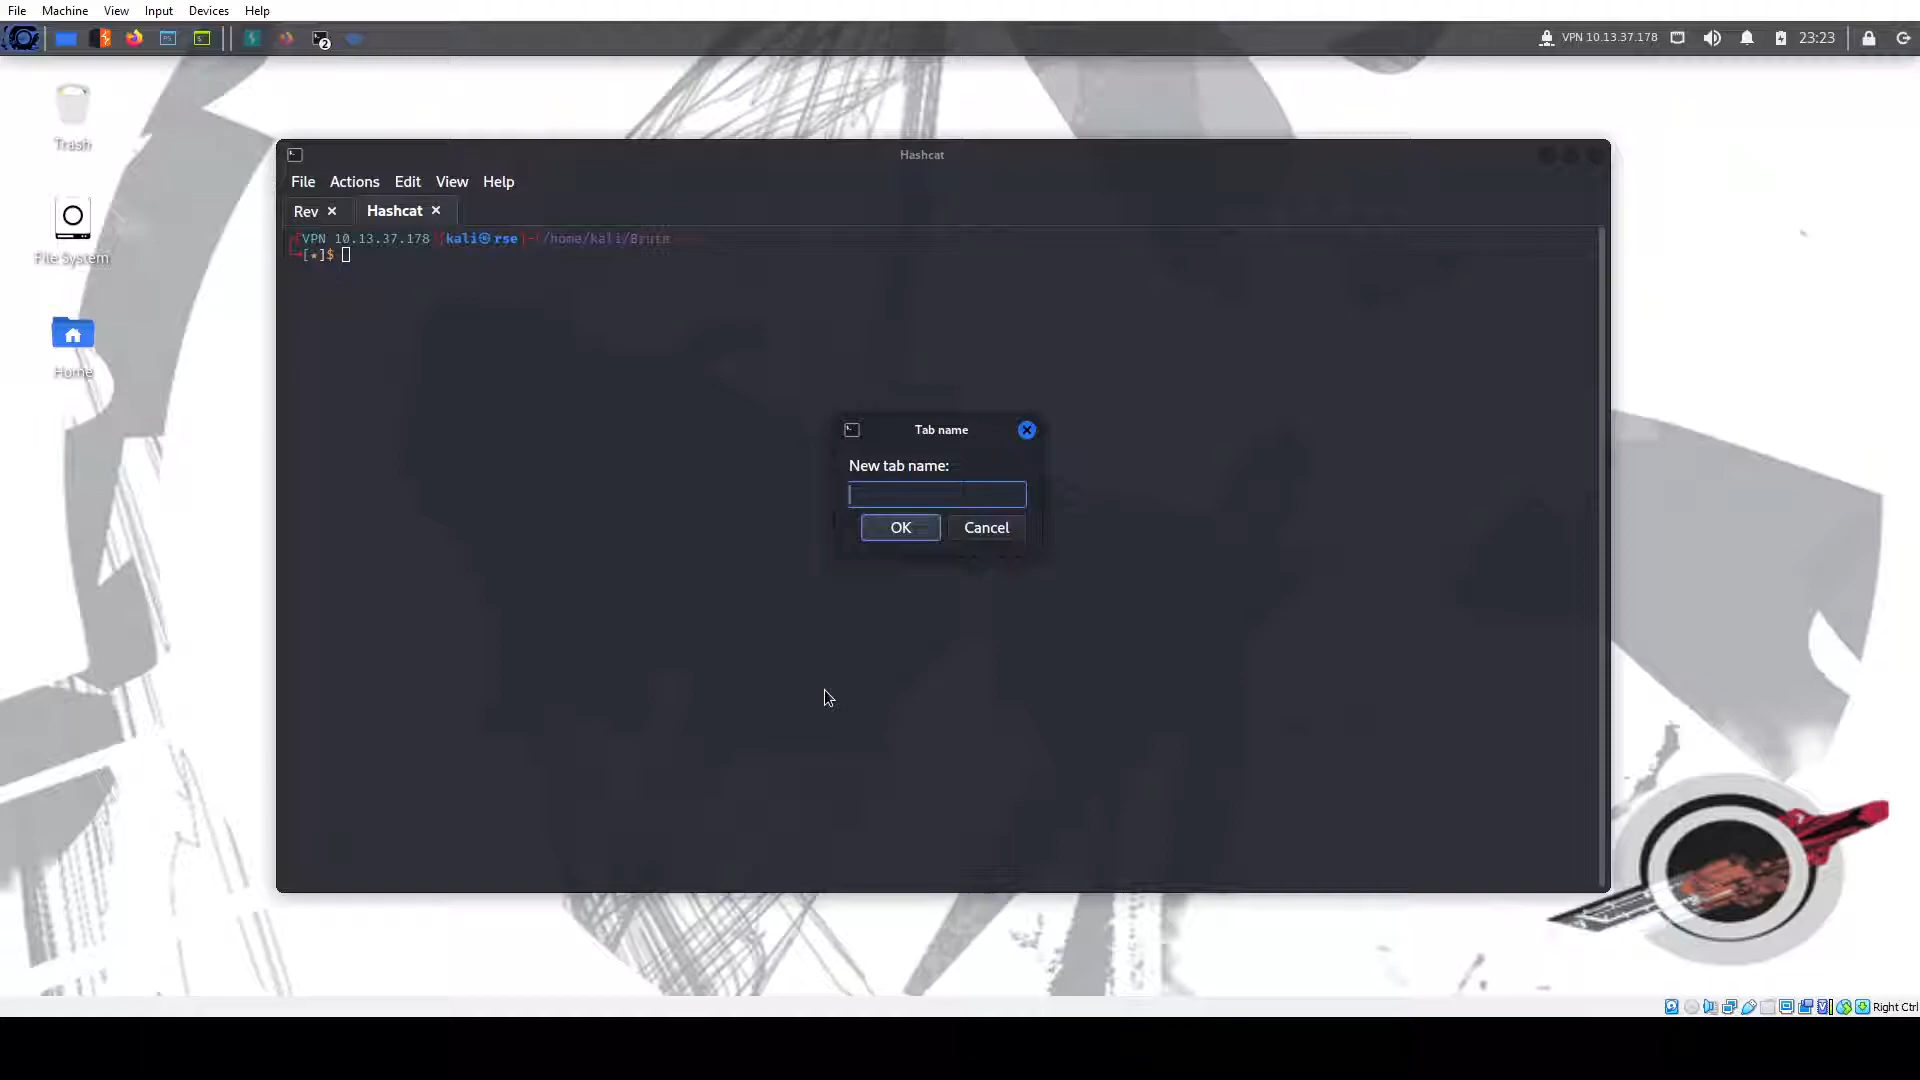 File Machine View Input Devices Help
2 VPN 10.13.37.178 23:23
Trash
File System
Home
Hashcat
File Actions Edit View Help
Rev Hashcat
[VPN 10.13.37.178][kali㉿rse]-[/home/kali/Brute
[★]$
Tab name
New tab name:
OK Cancel
Right Ctrl